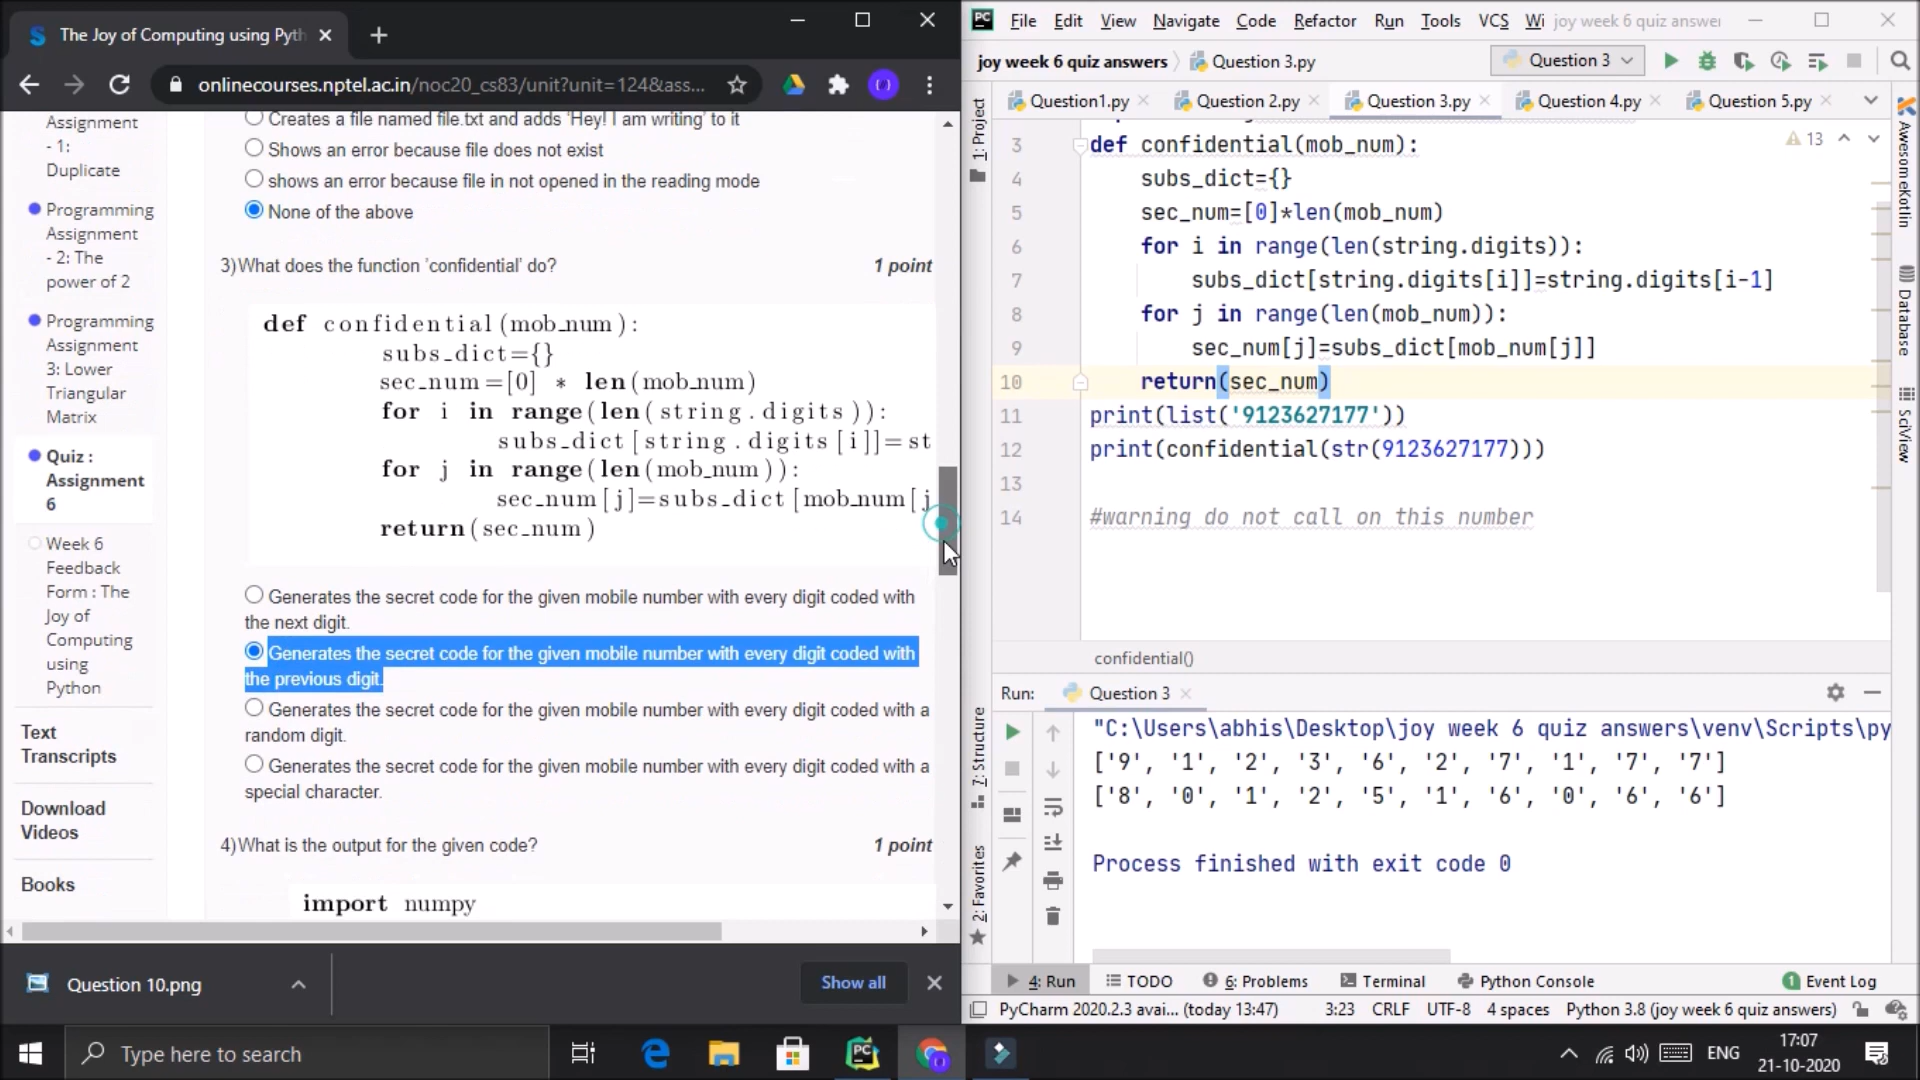 The Joy of Computing using Pyth
onlinecourses.nptel.ac.in/noc20_cs83/unit?unit=124&ass...
Assignment
- 1:
Duplicate
Programming
Assignment
- 2: The
power of 2
Programming
Assignment
3: Lower
Triangular
Matrix
Quiz :
Assignment
6
Week 6
Feedback
Form : The
Joy of
Computing
using
Python
Text
Transcripts
Download
Videos
Books
Creates a file named file.txt and adds 'Hey! I am writing' to it
Shows an error because file does not exist
shows an error because file in not opened in the reading mode
None of the above
3)What does the function 'confidential' do? 1 point
def confidential(mob_num):
subs_dict={}
sec_num=[0] * len(mob_num)
for i in range(len(string.digits)):
subs_dict[string.digits[i]]=st
for j in range(len(mob_num)):
sec_num[j]=subs_dict[mob_num[j
return(sec_num)
Generates the secret code for the given mobile number with every digit coded with
the next digit.
Generates the secret code for the given mobile number with every digit coded with
the previous digit.
Generates the secret code for the given mobile number with every digit coded with a
random digit.
Generates the secret code for the given mobile number with every digit coded with a
special character.
4)What is the output for the given code? 1 point
import numpy
Question 10.png
Show all
PC File Edit View Navigate Code Refactor Run Tools VCS Wi joy week 6 quiz answer
joy week 6 quiz answers Question 3.py Question 3
Question1.py Question 2.py Question 3.py Question 4.py Question 5.py
1: Project
7: Structure
2: Favorites
13
3 def confidential(mob_num):
4 subs_dict={}
5 sec_num=[0]*len(mob_num)
6 for i in range(len(string.digits)):
7 subs_dict[string.digits[i]]=string.digits[i-1]
8 for j in range(len(mob_num)):
9 sec_num[j]=subs_dict[mob_num[j]]
10 return(sec_num)
11 print(list('9123627177'))
12 print(confidential(str(9123627177)))
13
14 #warning do not call on this number
AwesomeKotlin
Database
SciView
confidential()
Run: Question 3
"C:\Users\abhis\Desktop\joy week 6 quiz answers\venv\Scripts\py
['9', '1', '2', '3', '6', '2', '7', '1', '7', '7']
['8', '0', '1', '2', '5', '1', '6', '0', '6', '6']
Process finished with exit code 0
4: Run TODO 6: Problems Terminal Python Console 1 Event Log
PyCharm 2020.2.3 avai... (today 13:47) 3:23 CRLF UTF-8 4 spaces Python 3.8 (joy week 6 quiz answers)
Type here to search
PC
ENG
17:07
21-10-2020